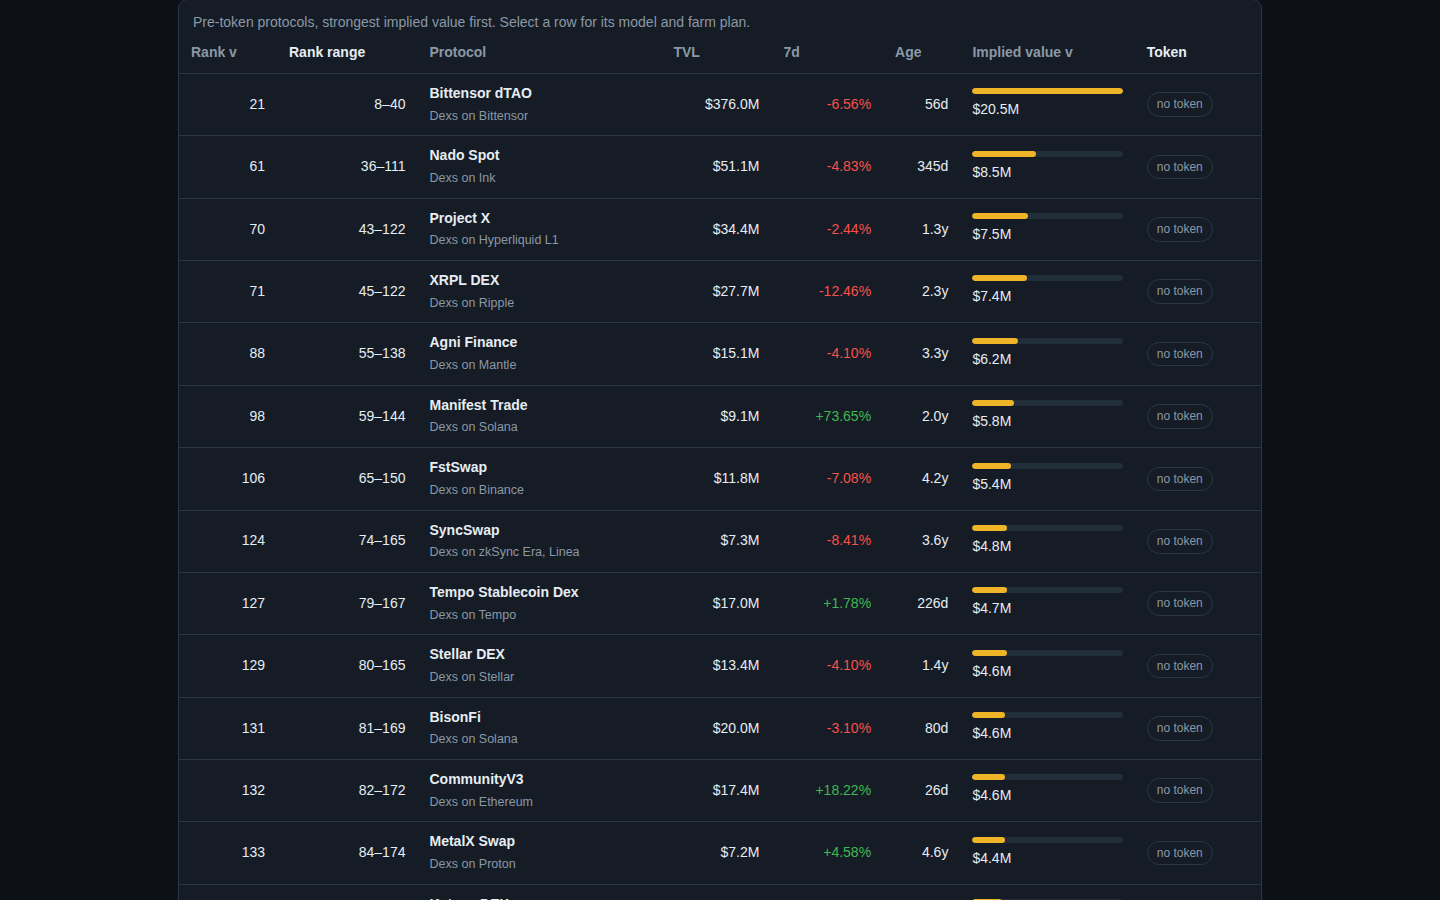 Pre-token protocols, strongest implied value first. Select a row for its model and farm plan.
Rank v Rank range Protocol TVL 7d Age Implied value v Token
21 8–40 Bittensor dTAO $376.0M -6.56% 56d $20.5M no token
Dexs on Bittensor
61 36–111 Nado Spot $51.1M -4.83% 345d $8.5M no token
Dexs on Ink
70 43–122 Project X $34.4M -2.44% 1.3y $7.5M no token
Dexs on Hyperliquid L1
71 45–122 XRPL DEX $27.7M -12.46% 2.3y $7.4M no token
Dexs on Ripple
88 55–138 Agni Finance $15.1M -4.10% 3.3y $6.2M no token
Dexs on Mantle
98 59–144 Manifest Trade $9.1M +73.65% 2.0y $5.8M no token
Dexs on Solana
106 65–150 FstSwap $11.8M -7.08% 4.2y $5.4M no token
Dexs on Binance
124 74–165 SyncSwap $7.3M -8.41% 3.6y $4.8M no token
Dexs on zkSync Era, Linea
127 79–167 Tempo Stablecoin Dex $17.0M +1.78% 226d $4.7M no token
Dexs on Tempo
129 80–165 Stellar DEX $13.4M -4.10% 1.4y $4.6M no token
Dexs on Stellar
131 81–169 BisonFi $20.0M -3.10% 80d $4.6M no token
Dexs on Solana
132 82–172 CommunityV3 $17.4M +18.22% 26d $4.6M no token
Dexs on Ethereum
133 84–174 MetalX Swap $7.2M +4.58% 4.6y $4.4M no token
Dexs on Proton